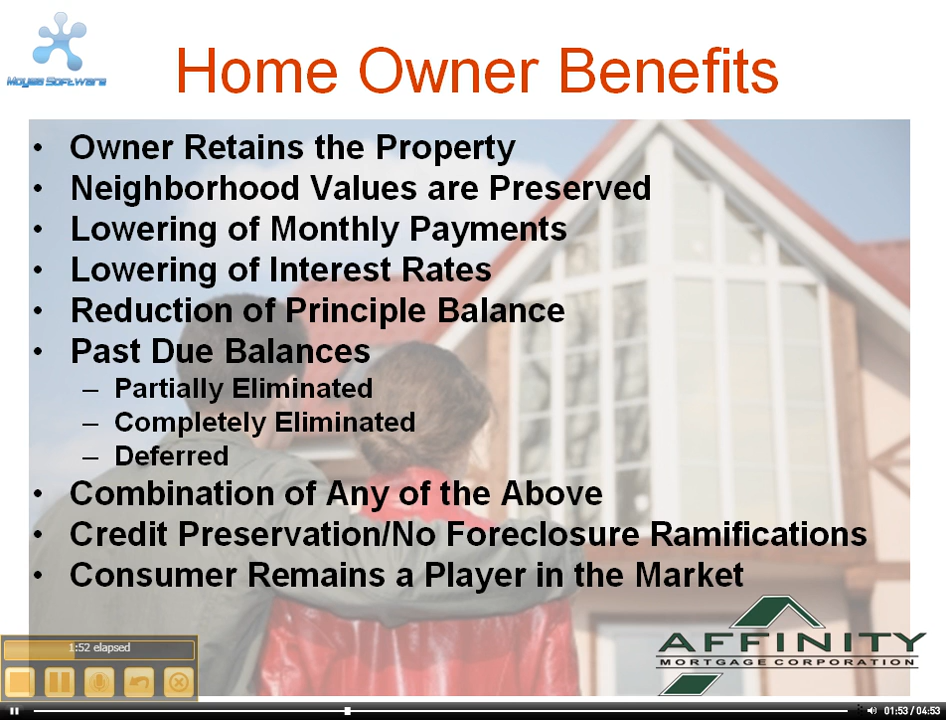 Moyea Software
Home Owner Benefits
• Owner Retains the Property
• Neighborhood Values are Preserved
• Lowering of Monthly Payments
• Lowering of Interest Rates
• Reduction of Principle Balance
• Past Due Balances
– Partially Eliminated
– Completely Eliminated
– Deferred
• Combination of Any of the Above
• Credit Preservation/No Foreclosure Ramifications
• Consumer Remains a Player in the Market
AFFINITY
MORTGAGE CORPORATION
1:52 elapsed
01:53 / 04:53